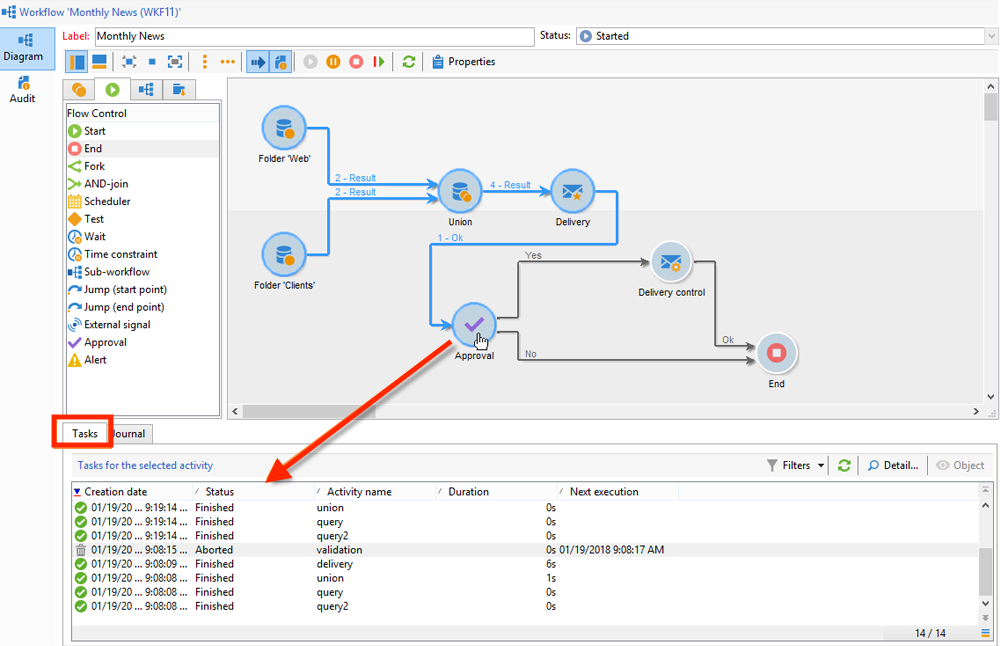 Workflow 'Monthly News (WKF11)'
Label: Monthly News Status: Started
Diagram
Audit
Properties
Flow Control
Start
End
Fork
AND-join
Scheduler
Test
Wait
Time constraint
Sub-workflow
Jump (start point)
Jump (end point)
External signal
Approval
Alert
Folder 'Web'
2 - Result
2 - Result
4 - Result
Union
Delivery
1 - Ok
Folder 'Clients'
Yes
Delivery control
Approval
No
Ok
End
Tasks Journal
Tasks for the selected activity Filters Detail... Object
Creation date Status Activity name Duration Next execution
01/19/20 ... 9:19:14 ... Finished union 0s
01/19/20 ... 9:19:14 ... Finished query 0s
01/19/20 ... 9:19:14 ... Finished query2 0s
01/19/20 ... 9:08:15 ... Aborted validation 0s 01/19/2018 9:08:17 AM
01/19/20 ... 9:08:09 ... Finished delivery 6s
01/19/20 ... 9:08:08 ... Finished union 1s
01/19/20 ... 9:08:08 ... Finished query 0s
01/19/20 ... 9:08:08 ... Finished query2 0s
14 / 14